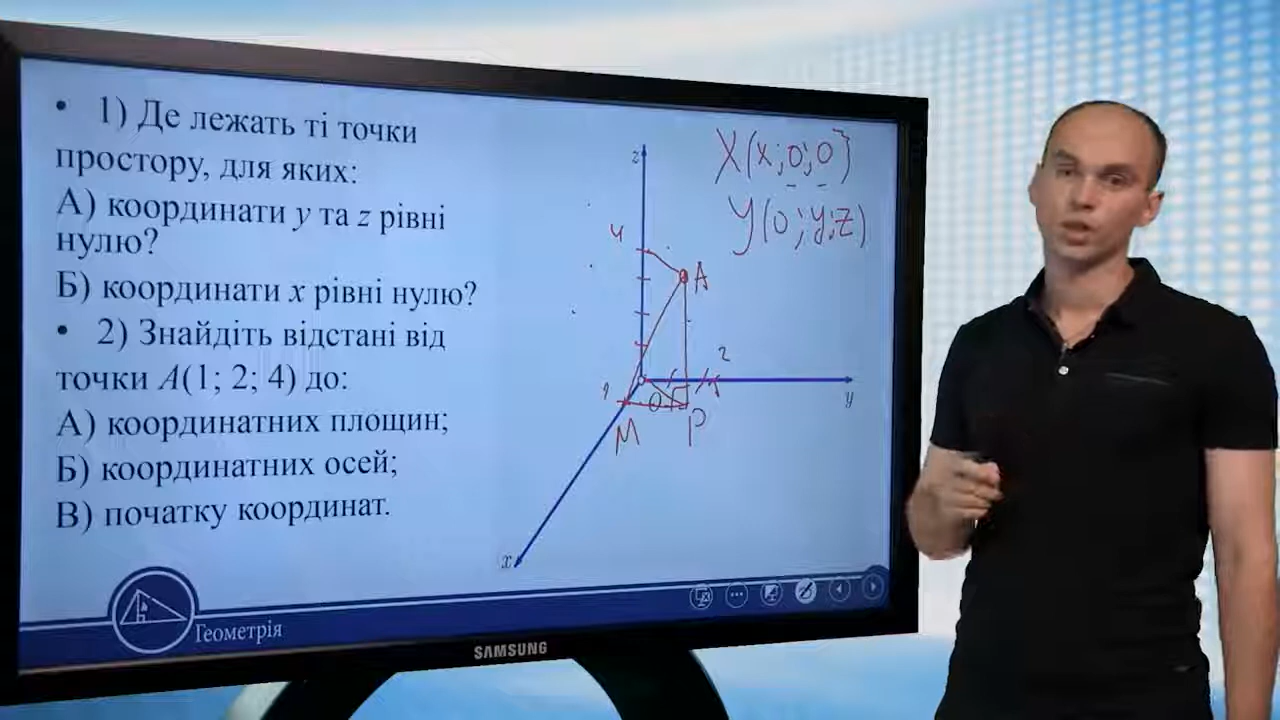 • 1) Де лежать ті точки
простору, для яких:
А) координати y та z рівні
нулю?
Б) координати x рівні нулю?
• 2) Знайдіть відстані від
точки A(1; 2; 4) до:
А) координатних площин;
Б) координатних осей;
В) початку координат.
X(x;0;0)
Y(0;y;z)
z
4
A
2
1
O
y
M
P
x
Геометрія
SAMSUNG